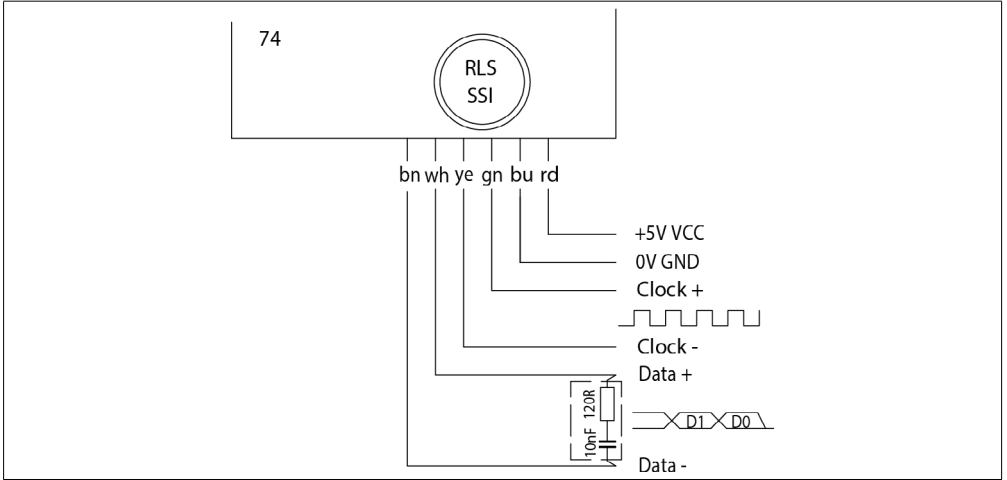 74
RLS
SSI
bn wh ye gn bu rd
+5V VCC
0V GND
Clock +
Clock -
Data +
120R
10nF
D1 D0
Data -